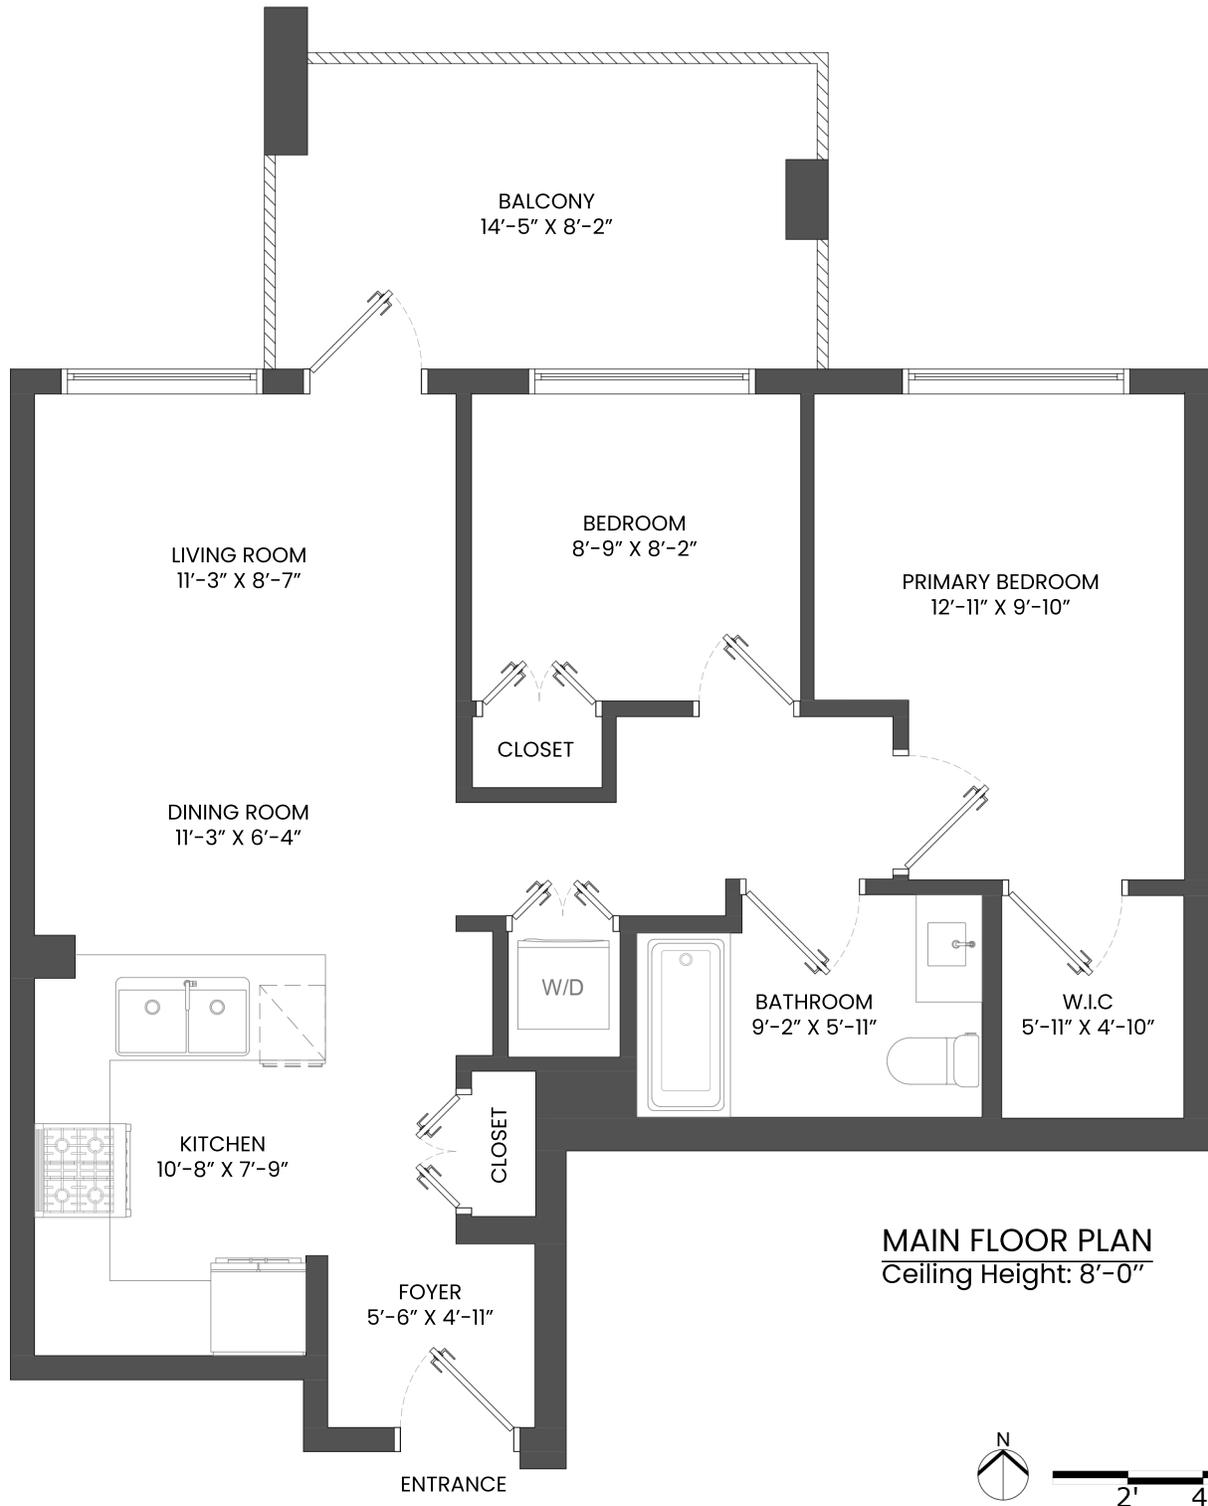 BALCONY
14’-5” X 8’-2”
BEDROOM
8’-9” X 8’-2”
LIVING ROOM
11’-3” X 8’-7”
PRIMARY BEDROOM
12’-11” X 9’-10”
CLOSET
DINING ROOM
11’-3” X 6’-4”
W/D
BATHROOM
9’-2” X 5’-11”
W.I.C
5’-11” X 4’-10”
KITCHEN
10’-8” X 7’-9”
CLOSET
MAIN FLOOR PLAN
Ceiling Height: 8’-0’’
FOYER
5’-6” X 4’-11”
ENTRANCE
N
2' 4